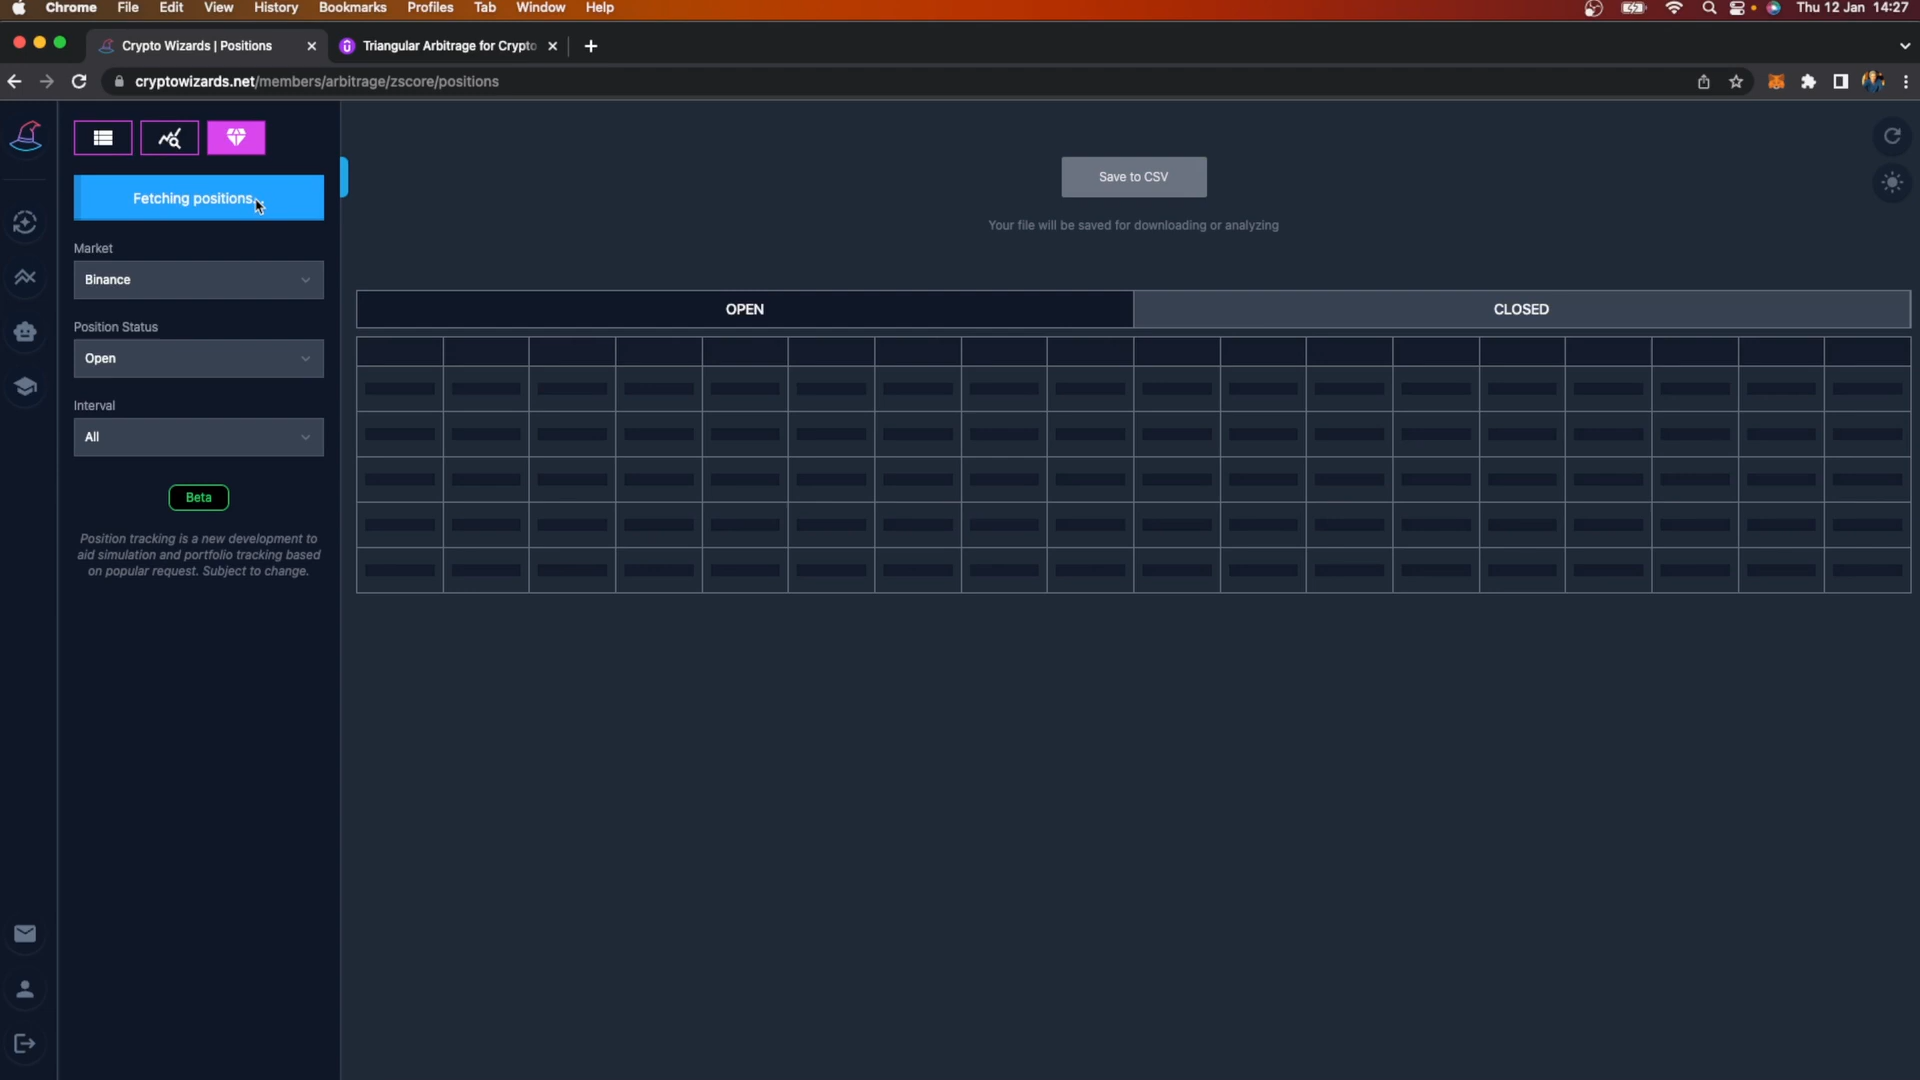 Chrome File Edit View History Bookmarks Profiles Tab Window Help Thu 12 Jan 14:27
Crypto Wizards | Positions Triangular Arbitrage for Crypto
cryptowizards.net/members/arbitrage/zscore/positions
Fetching positions..
Save to CSV
Your file will be saved for downloading or analyzing
Market
Binance
OPEN CLOSED
Position Status
Open
Interval
All
Beta
Position tracking is a new development to
aid simulation and portfolio tracking based
on popular request. Subject to change.